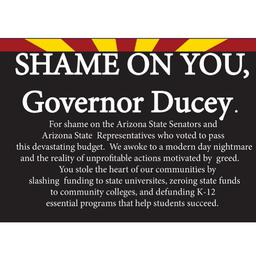 SHAME ON YOU,
Governor Ducey.
For shame on the Arizona State Senators and
Arizona State Representatives who voted to pass
this devastating budget. We awoke to a modern day nightmare
and the reality of unprofitable actions motivated by greed.
You stole the heart of our communities by
slashing funding to state universites, zeroing state funds
to community colleges, and defunding K-12
essential programs that help students succeed.